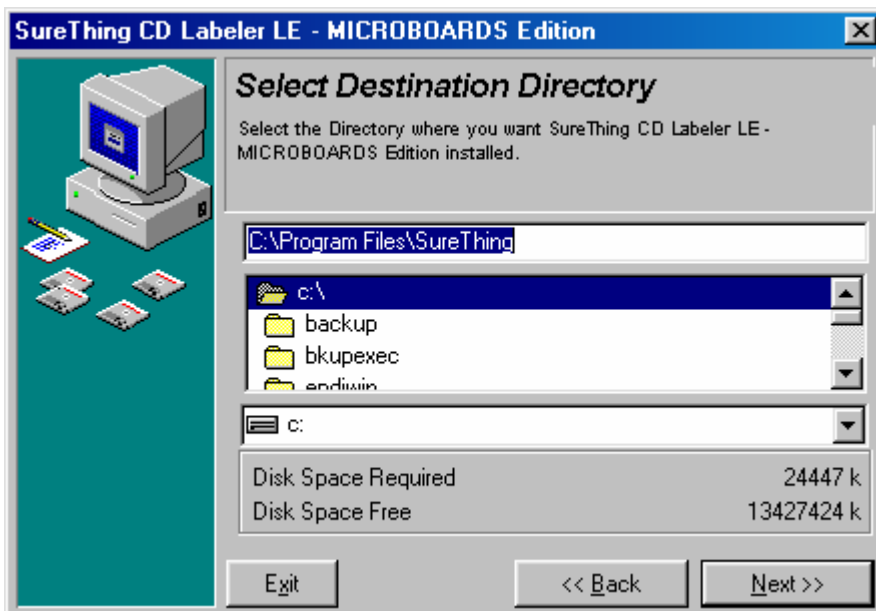 SureThing CD Labeler LE - MICROBOARDS Edition
Select Destination Directory
Select the Directory where you want SureThing CD Labeler LE -
MICROBOARDS Edition installed.
C:\Program Files\SureThing
c:\
backup
bkupexec
c:
Disk Space Required 24447 k
Disk Space Free 13427424 k
Exit << Back Next >>